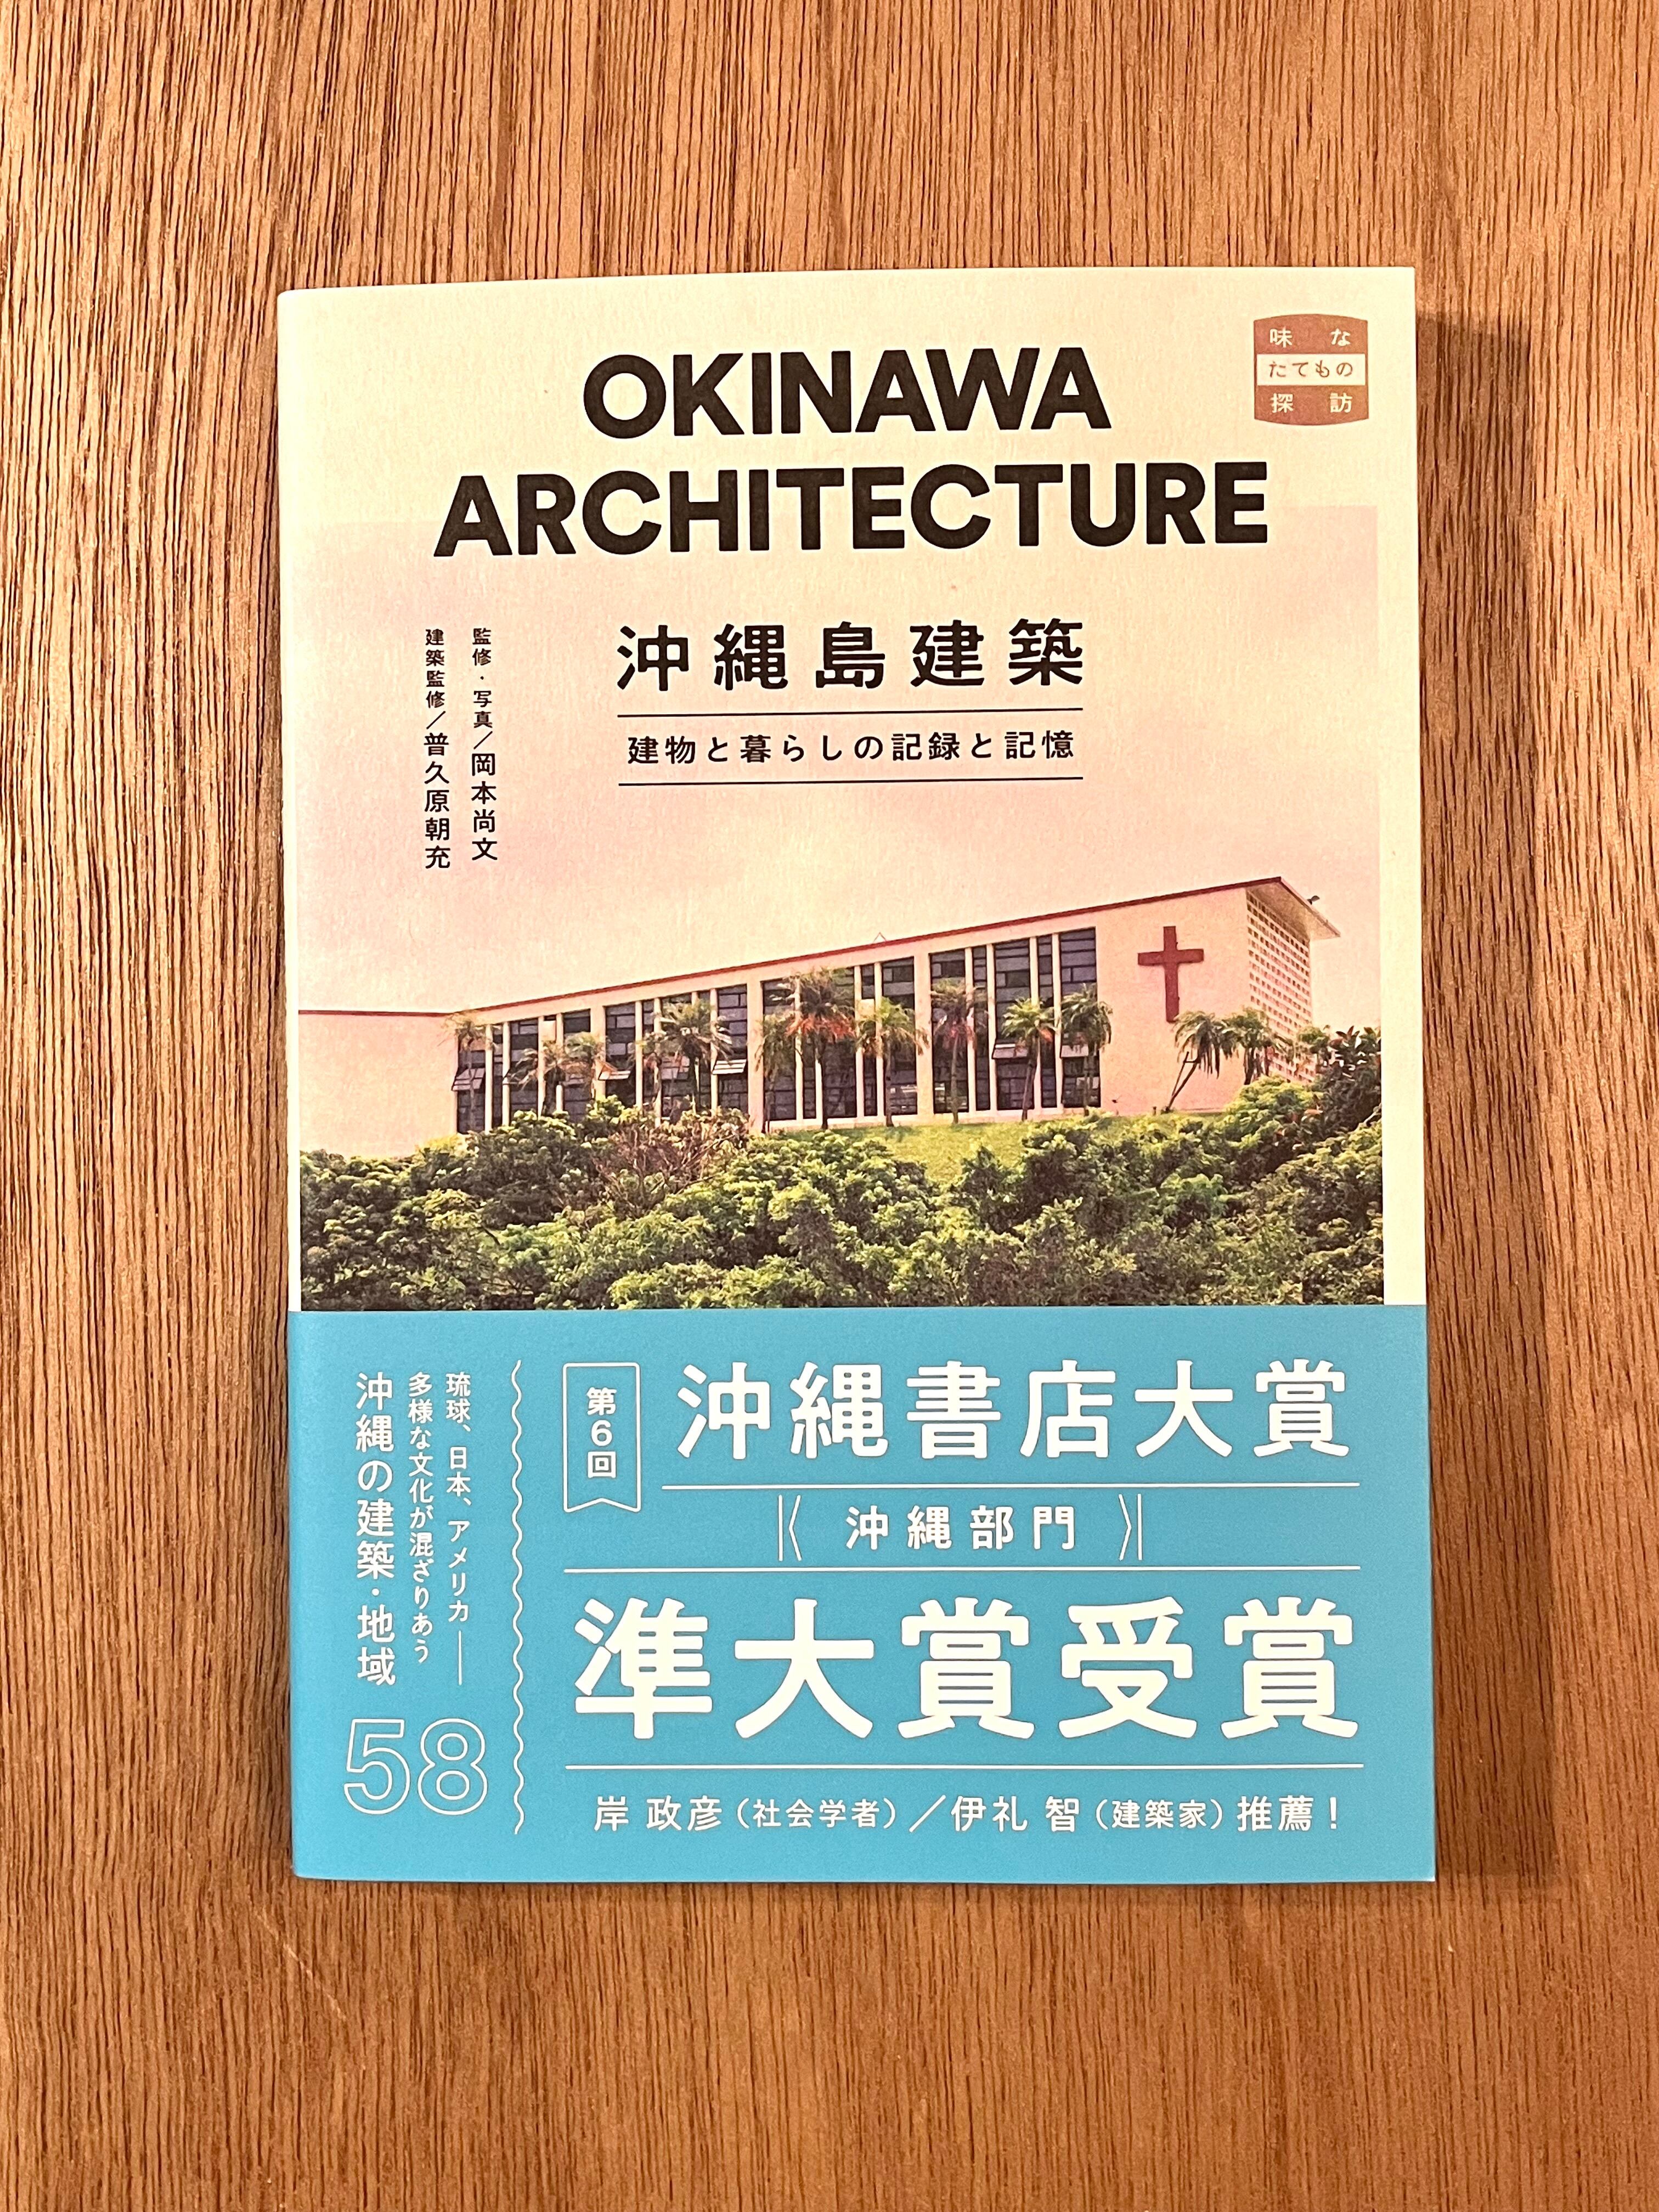 味な
たてもの
探訪
OKINAWA
ARCHITECTURE
沖縄島建築
建物と暮らしの記録と記憶
監修・写真／岡本尚文
建築監修／普久原朝充
琉球、日本、アメリカ――
多様な文化が混ざりあう
沖縄の建築・地域
58
第6回
沖縄書店大賞
《沖縄部門》
準大賞受賞
岸 政彦（社会学者）／伊礼 智（建築家）推薦！